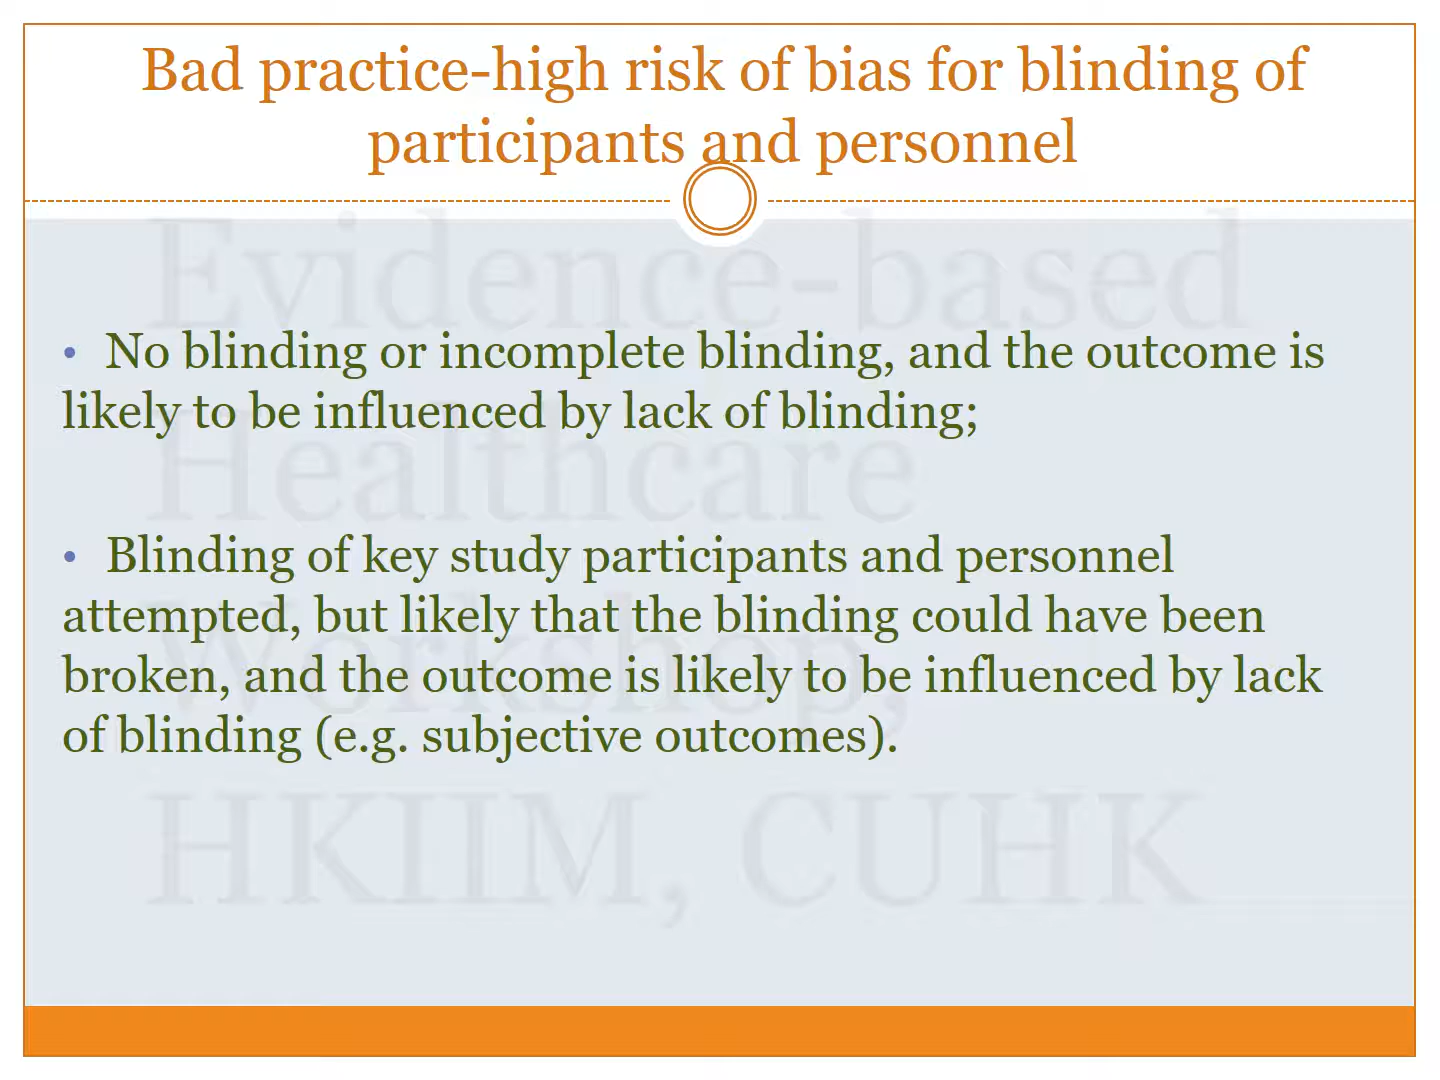 Bad practice-high risk of bias for blinding of
participants and personnel
Evidence-based
• No blinding or incomplete blinding, and the outcome is
likely to be influenced by lack of blinding;
Healthcare
• Blinding of key study participants and personnel
attempted, but likely that the blinding could have been
Workshop,
broken, and the outcome is likely to be influenced by lack
of blinding (e.g. subjective outcomes).
HKIIM, CUHK